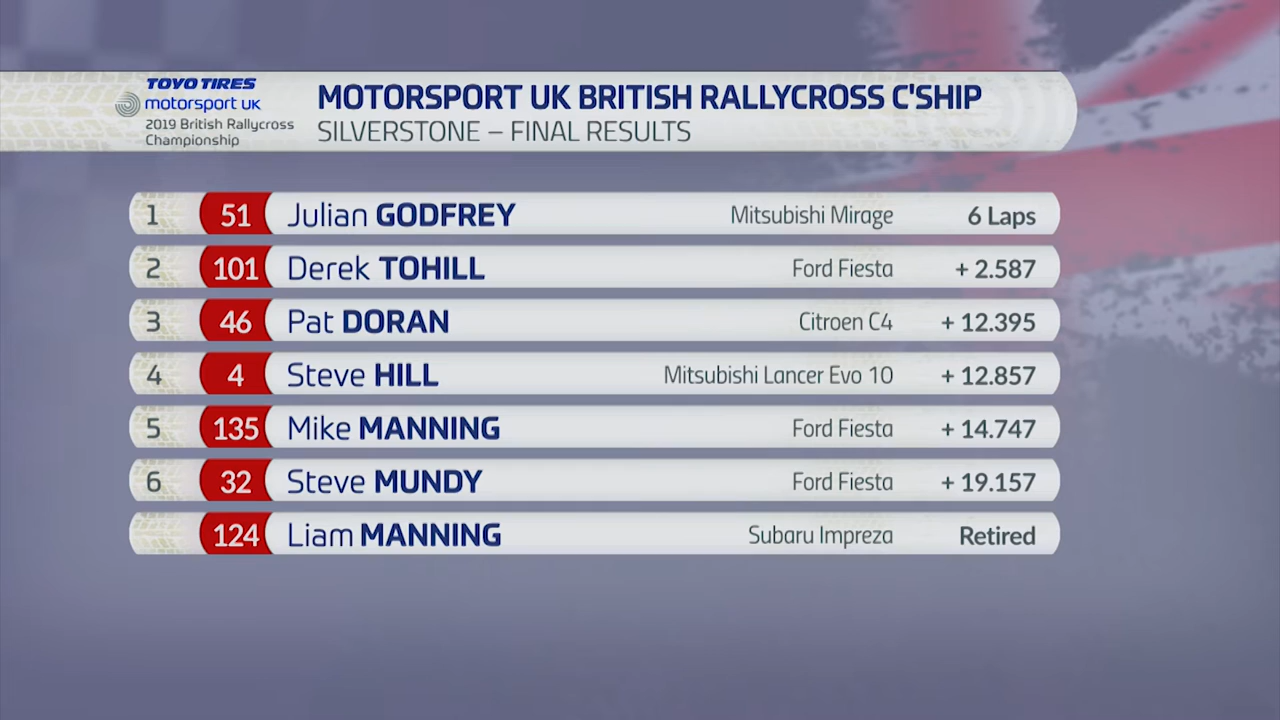 TOYO TIRES
motorsport uk
2019 British Rallycross
Championship
MOTORSPORT UK BRITISH RALLYCROSS C'SHIP
SILVERSTONE – FINAL RESULTS
1 51 Julian GODFREY Mitsubishi Mirage 6 Laps
2 101 Derek TOHILL Ford Fiesta + 2.587
3 46 Pat DORAN Citroen C4 + 12.395
4 4 Steve HILL Mitsubishi Lancer Evo 10 + 12.857
5 135 Mike MANNING Ford Fiesta + 14.747
6 32 Steve MUNDY Ford Fiesta + 19.157
124 Liam MANNING Subaru Impreza Retired